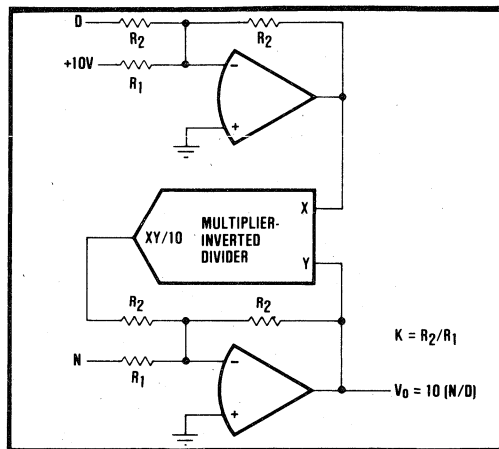 D
R2
R2
+10V
R1
−
+
X
XY/10
MULTIPLIER-
INVERTED
DIVIDER
Y
R2
R2
K = R2/R1
N
R1
−
+
V0 = 10 (N/D)